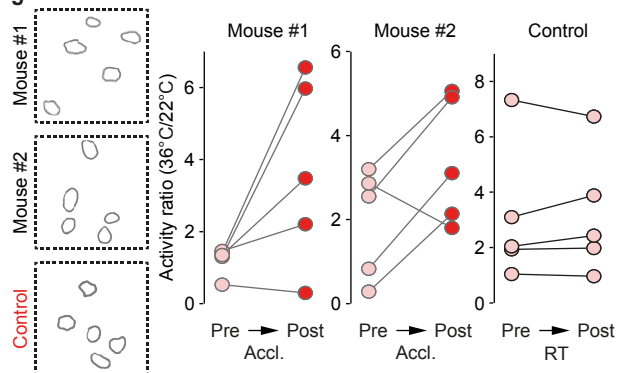 Mouse #1
Mouse #2
Control
Activity ratio (36°C/22°C)
Mouse #1
6
4
2
0
Pre → Post
Accl.
Mouse #2
6
4
2
0
Pre → Post
Accl.
Control
8
6
4
2
0
Pre → Post
RT